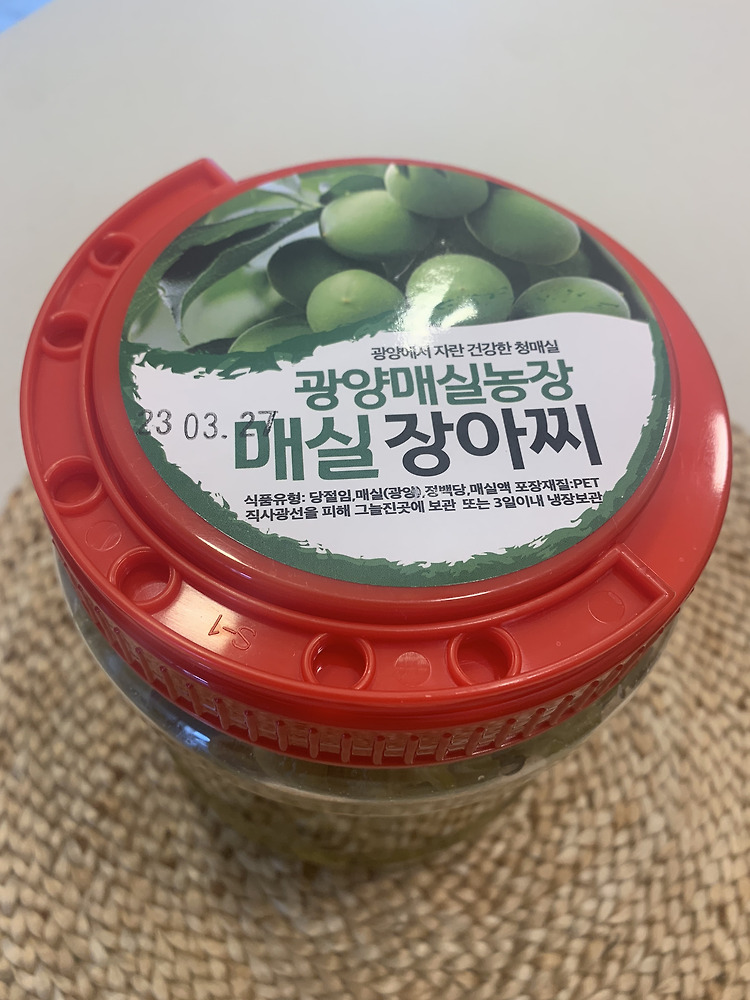 광양에서 자란 건강한 청매실
광양매실농장
23 03. 27
매실 장아찌
식품유형: 당절임,매실(광양),정백당,매실액 포장재질:PET
직사광선을 피해 그늘진곳에 보관 또는 3일이내 냉장보관
S-1